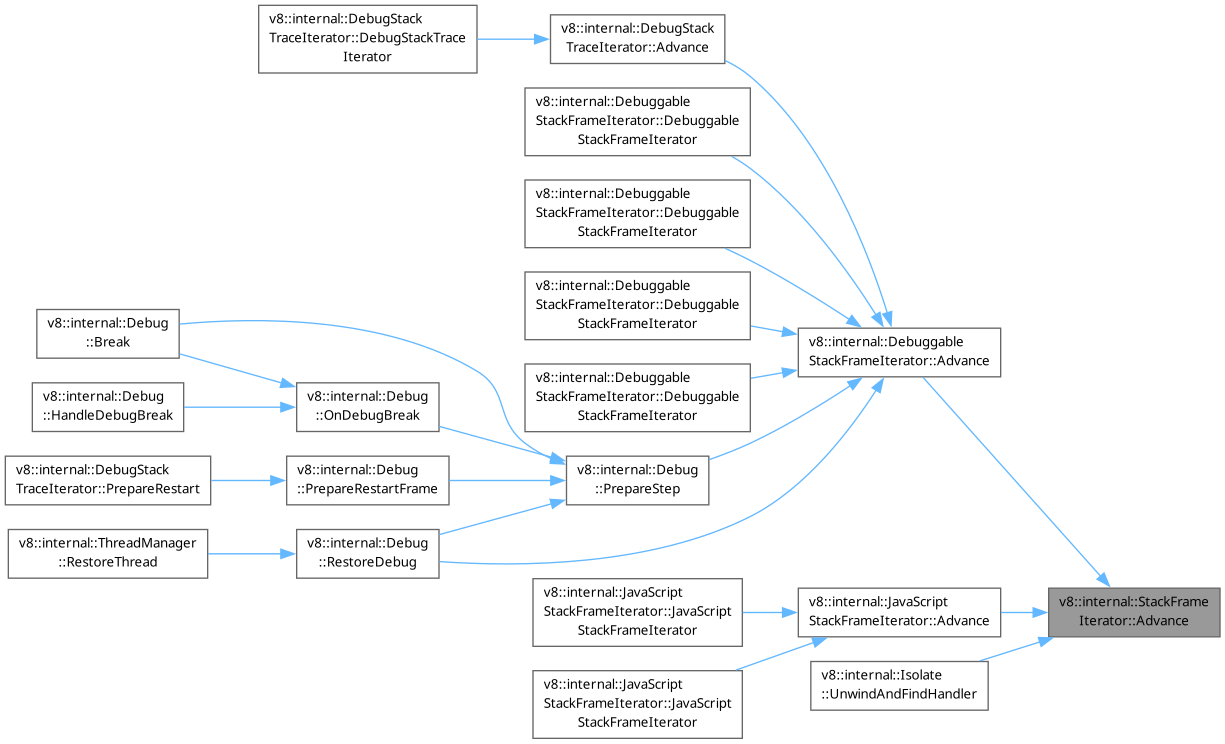 v8::internal::DebugStack
TraceIterator::DebugStackTrace
Iterator
v8::internal::DebugStack
TraceIterator::Advance
v8::internal::Debuggable
StackFrameIterator::Debuggable
StackFrameIterator
v8::internal::Debuggable
StackFrameIterator::Debuggable
StackFrameIterator
v8::internal::Debuggable
StackFrameIterator::Debuggable
StackFrameIterator
v8::internal::Debuggable
StackFrameIterator::Debuggable
StackFrameIterator
v8::internal::Debug
::Break
v8::internal::Debuggable
StackFrameIterator::Advance
v8::internal::Debug
::HandleDebugBreak
v8::internal::Debug
::OnDebugBreak
v8::internal::DebugStack
TraceIterator::PrepareRestart
v8::internal::Debug
::PrepareRestartFrame
v8::internal::Debug
::PrepareStep
v8::internal::ThreadManager
::RestoreThread
v8::internal::Debug
::RestoreDebug
v8::internal::JavaScript
StackFrameIterator::JavaScript
StackFrameIterator
v8::internal::JavaScript
StackFrameIterator::Advance
v8::internal::StackFrame
Iterator::Advance
v8::internal::JavaScript
StackFrameIterator::JavaScript
StackFrameIterator
v8::internal::Isolate
::UnwindAndFindHandler